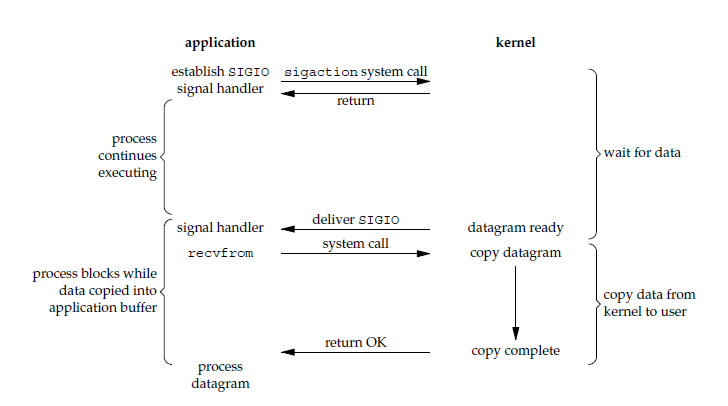 application
kernel
establish SIGIO
signal handler
sigaction system call
return
process
continues
executing
wait for data
signal handler
deliver SIGIO
datagram ready
recvfrom
system call
copy datagram
process blocks while
data copied into
application buffer
copy data from
kernel to user
return OK
copy complete
process
datagram